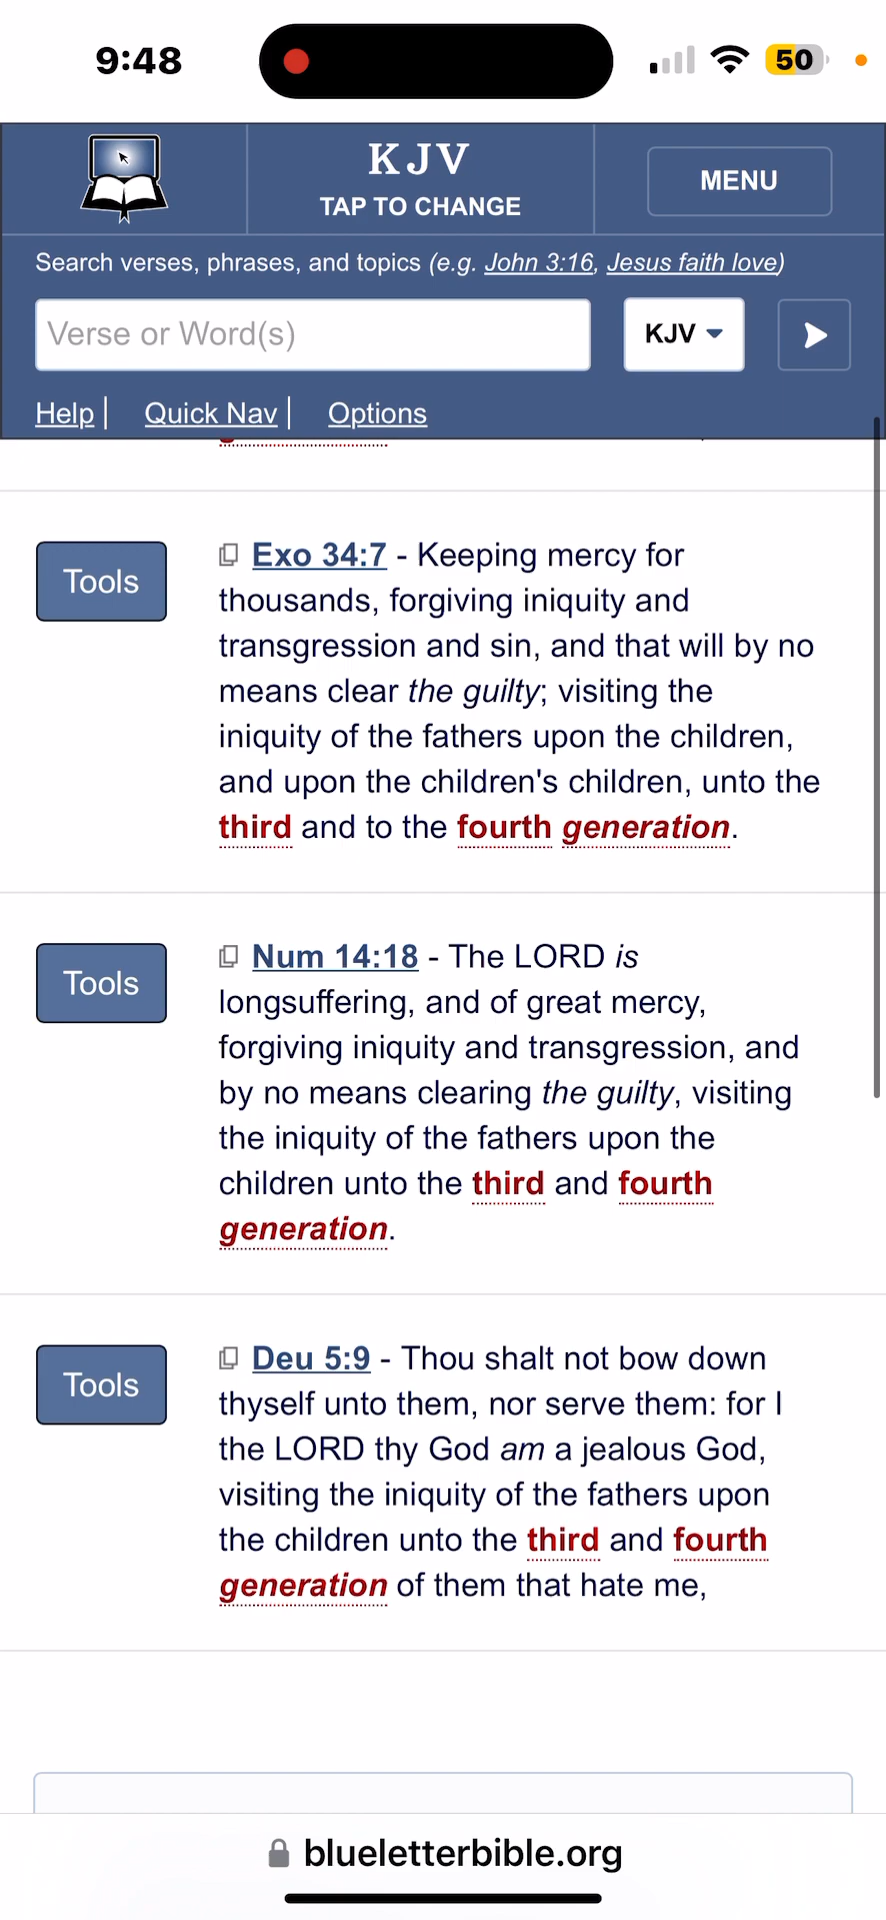 9:48
50
KJV
TAP TO CHANGE
MENU
Search verses, phrases, and topics (e.g. John 3:16, Jesus faith love)
Verse or Word(s)
KJV
Help | Quick Nav | Options
Tools
Exo 34:7 - Keeping mercy for
thousands, forgiving iniquity and
transgression and sin, and that will by no
means clear the guilty; visiting the
iniquity of the fathers upon the children,
and upon the children's children, unto the
third and to the fourth generation.
Tools
Num 14:18 - The LORD is
longsuffering, and of great mercy,
forgiving iniquity and transgression, and
by no means clearing the guilty, visiting
the iniquity of the fathers upon the
children unto the third and fourth
generation.
Tools
Deu 5:9 - Thou shalt not bow down
thyself unto them, nor serve them: for I
the LORD thy God am a jealous God,
visiting the iniquity of the fathers upon
the children unto the third and fourth
generation of them that hate me,
blueletterbible.org